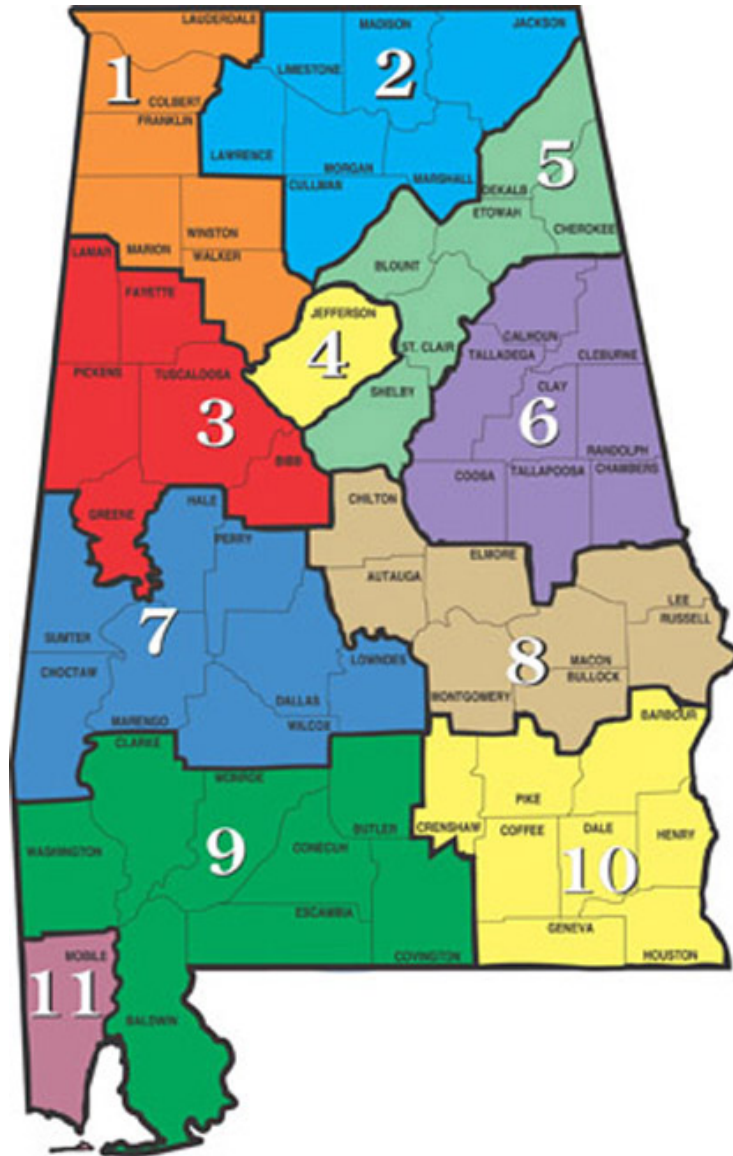 LAUDERDALE
MADISON
JACKSON
LIMESTONE
2
1
COLBERT
FRANKLIN
LAWRENCE
MORGAN
MARSHALL
CULLMAN
5
DEKALB
ETOWAH
CHEROKEE
WINSTON
MARION
WALKER
LAMAR
BLOUNT
FAYETTE
JEFFERSON
4
ST. CLAIR
CALHOUN
TALLADEGA
CLEBURNE
PICKENS
TUSCALOOSA
SHELBY
CLAY
3
6
BIBB
RANDOLPH
COOSA
TALLAPOOSA
CHAMBERS
GREENE
HALE
CHILTON
PERRY
ELMORE
AUTAUGA
LEE
RUSSELL
7
SUMTER
CHOCTAW
LOWNDES
8
MACON
BULLOCK
DALLAS
MONTGOMERY
MARENGO
WILCOX
BARBOUR
CLARKE
MONROE
PIKE
BUTLER
CRENSHAW
COFFEE
DALE
HENRY
WASHINGTON
9
CONECUH
10
ESCAMBIA
GENEVA
COVINGTON
HOUSTON
MOBILE
11
BALDWIN